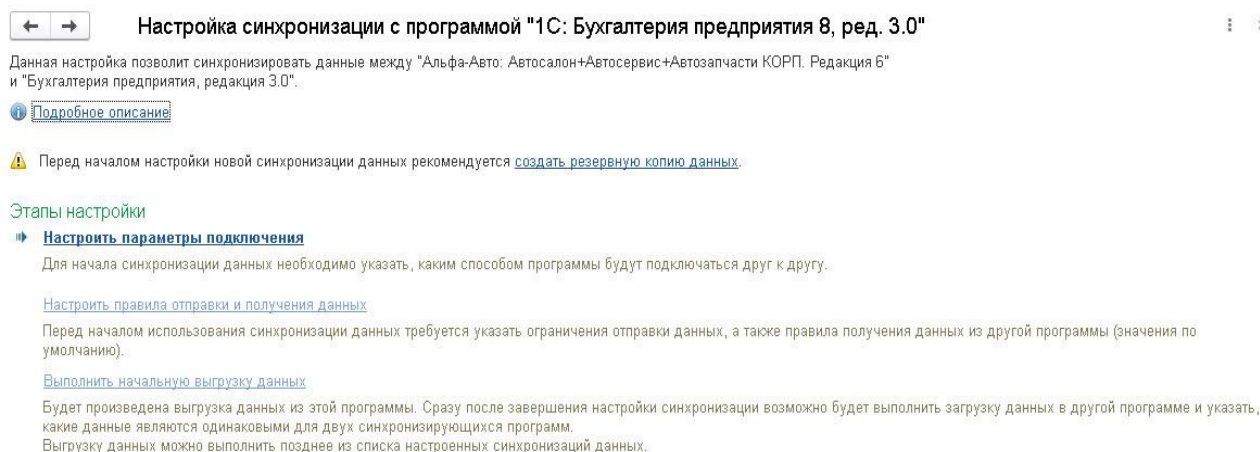 Настройка синхронизации с программой "1С: Бухгалтерия предприятия 8, ред. 3.0"
Данная настройка позволит синхронизировать данные между "Альфа-Авто: Автосалон+Автосервис+Автозапчасти КОРП. Редакция 6"
и "Бухгалтерия предприятия, редакция 3.0".
Подробное описание
Перед началом настройки новой синхронизации данных рекомендуется создать резервную копию данных.
Этапы настройки
Настроить параметры подключения
Для начала синхронизации данных необходимо указать, каким способом программы будут подключаться друг к другу.
Настроить правила отправки и получения данных
Перед началом использования синхронизации данных требуется указать ограничения отправки данных, а также правила получения данных из другой программы (значения по
умолчанию).
Выполнить начальную выгрузку данных
Будет произведена выгрузка данных из этой программы. Сразу после завершения настройки синхронизации возможно будет выполнить загрузку данных в другой программе и указать,
какие данные являются одинаковыми для двух синхронизирующихся программ.
Выгрузку данных можно выполнить позднее из списка настроенных синхронизаций данных.